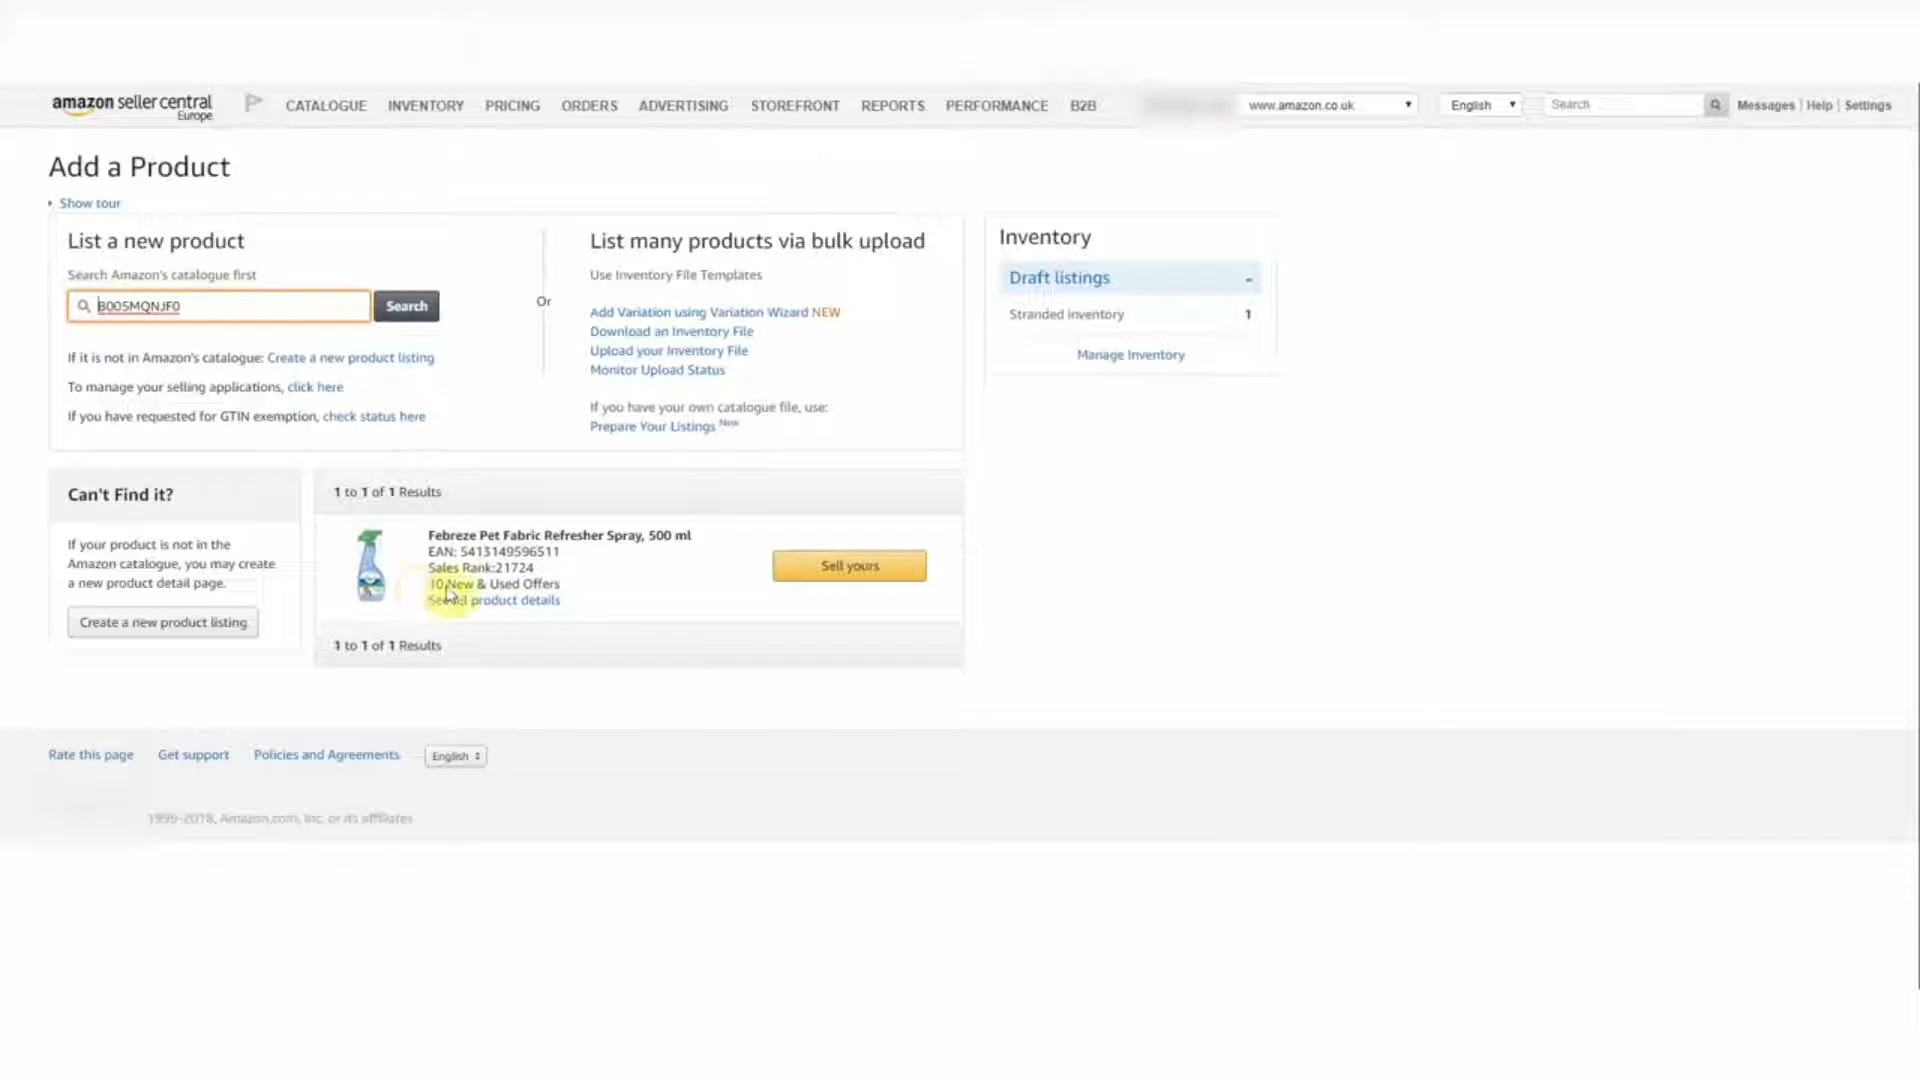 amazon seller central
Europe
CATALOGUE INVENTORY PRICING ORDERS ADVERTISING STOREFRONT REPORTS PERFORMANCE B2B
www.amazon.co.uk
English
Search
Messages | Help | Settings
Add a Product
Show tour
List a new product
Search Amazon's catalogue first
B005MQNJF0
Search
If it is not in Amazon's catalogue: Create a new product listing
To manage your selling applications, click here
If you have requested for GTIN exemption, check status here
Or
List many products via bulk upload
Use Inventory File Templates
Add Variation using Variation Wizard NEW
Download an Inventory File
Upload your Inventory File
Monitor Upload Status
If you have your own catalogue file, use:
Prepare Your Listings New
Inventory
Draft listings -
Stranded inventory 1
Manage Inventory
Can't Find it?
If your product is not in the
Amazon catalogue, you may create
a new product detail page.
Create a new product listing
1 to 1 of 1 Results
Febreze Pet Fabric Refresher Spray, 500 ml
EAN: 5413149596511
Sales Rank:21724
10 New & Used Offers
product details
Sell yours
1 to 1 of 1 Results
Rate this page Get support Policies and Agreements English
1999-2018, Amazon.com, Inc. or its affiliates